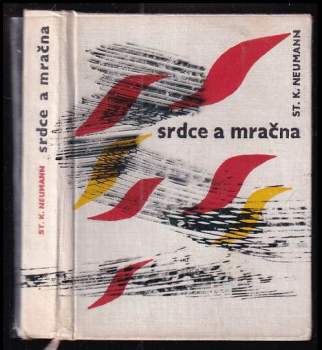 ST. K. NEUMANN srdce a mračna
srdce a mračna
ST. K. NEUMANN